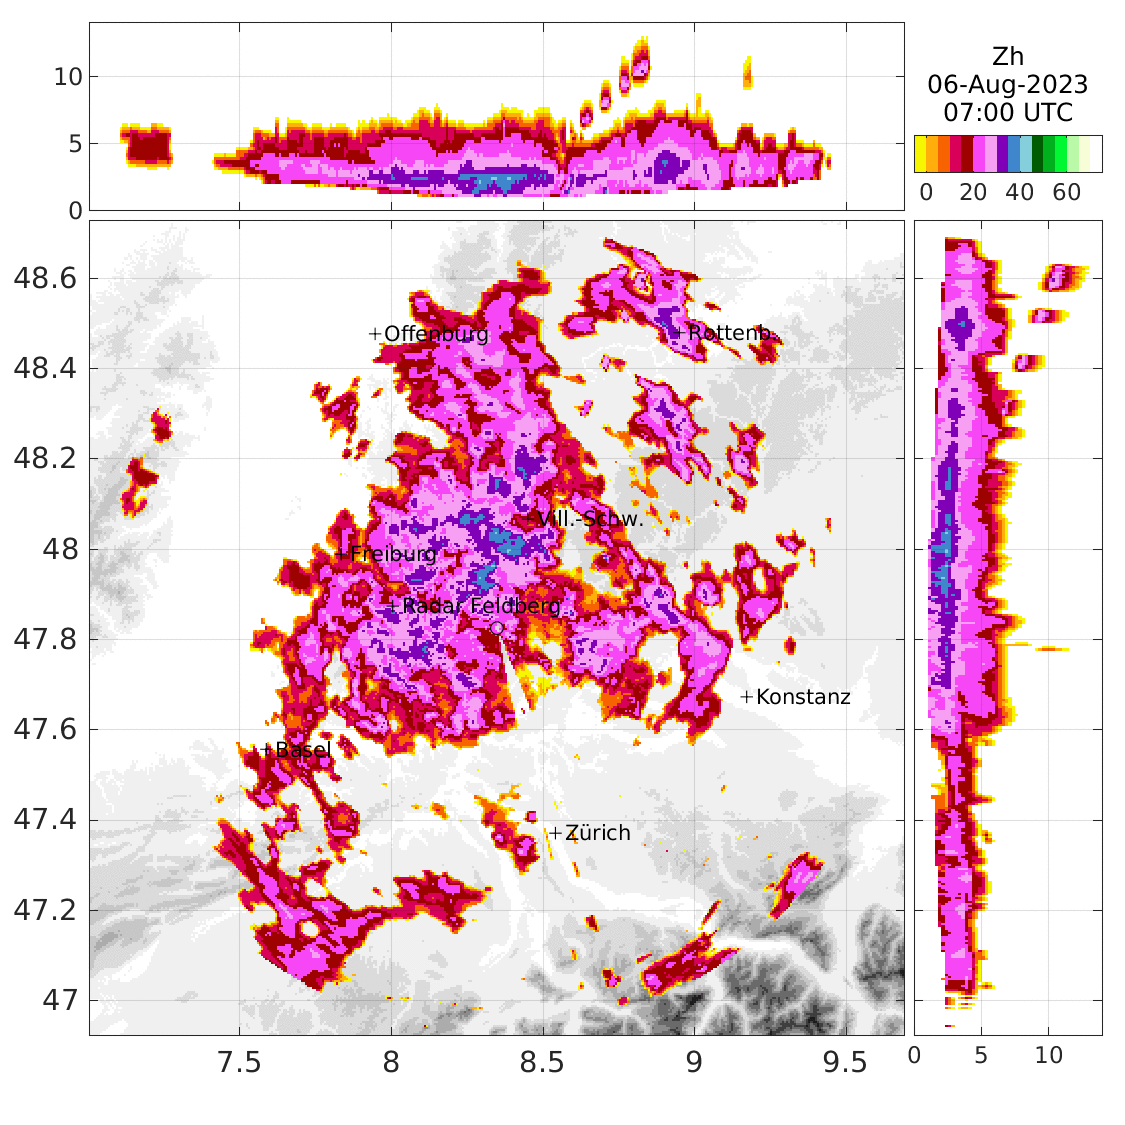 10
5
0
Zh
06-Aug-2023
07:00 UTC
0 20 40 60
48.6
48.4
48.2
48
47.8
47.6
47.4
47.2
47
+Offenburg
+Rottenb.
+Vill.-Schw.
+Freiburg
+Radar Feldberg
+Konstanz
+Basel
+Zürich
7.5 8 8.5 9 9.5
0 5 10